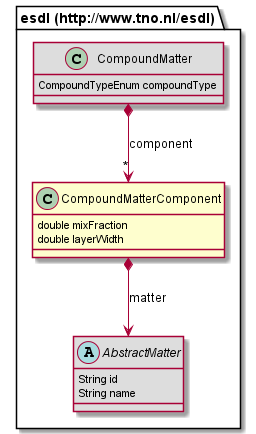 esdl (http://www.tno.nl/esdl)
C CompoundMatter
CompoundTypeEnum compoundType
component
*
C CompoundMatterComponent
double mixFraction
double layerWidth
matter
A AbstractMatter
String id
String name